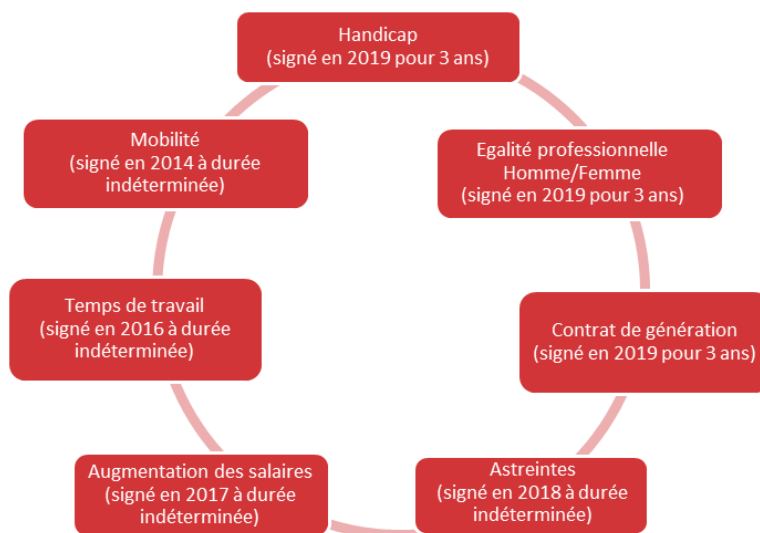 Handicap
(signé en 2019 pour 3 ans)
Mobilité
(signé en 2014 à durée
indéterminée)
Egalité professionnelle
Homme/Femme
(signé en 2019 pour 3 ans)
Temps de travail
(signé en 2016 à durée
indéterminée)
Contrat de génération
(signé en 2019 pour 3 ans)
Augmentation des salaires
(signé en 2017 à durée
indéterminée)
Astreintes
(signé en 2018 à durée
indéterminée)